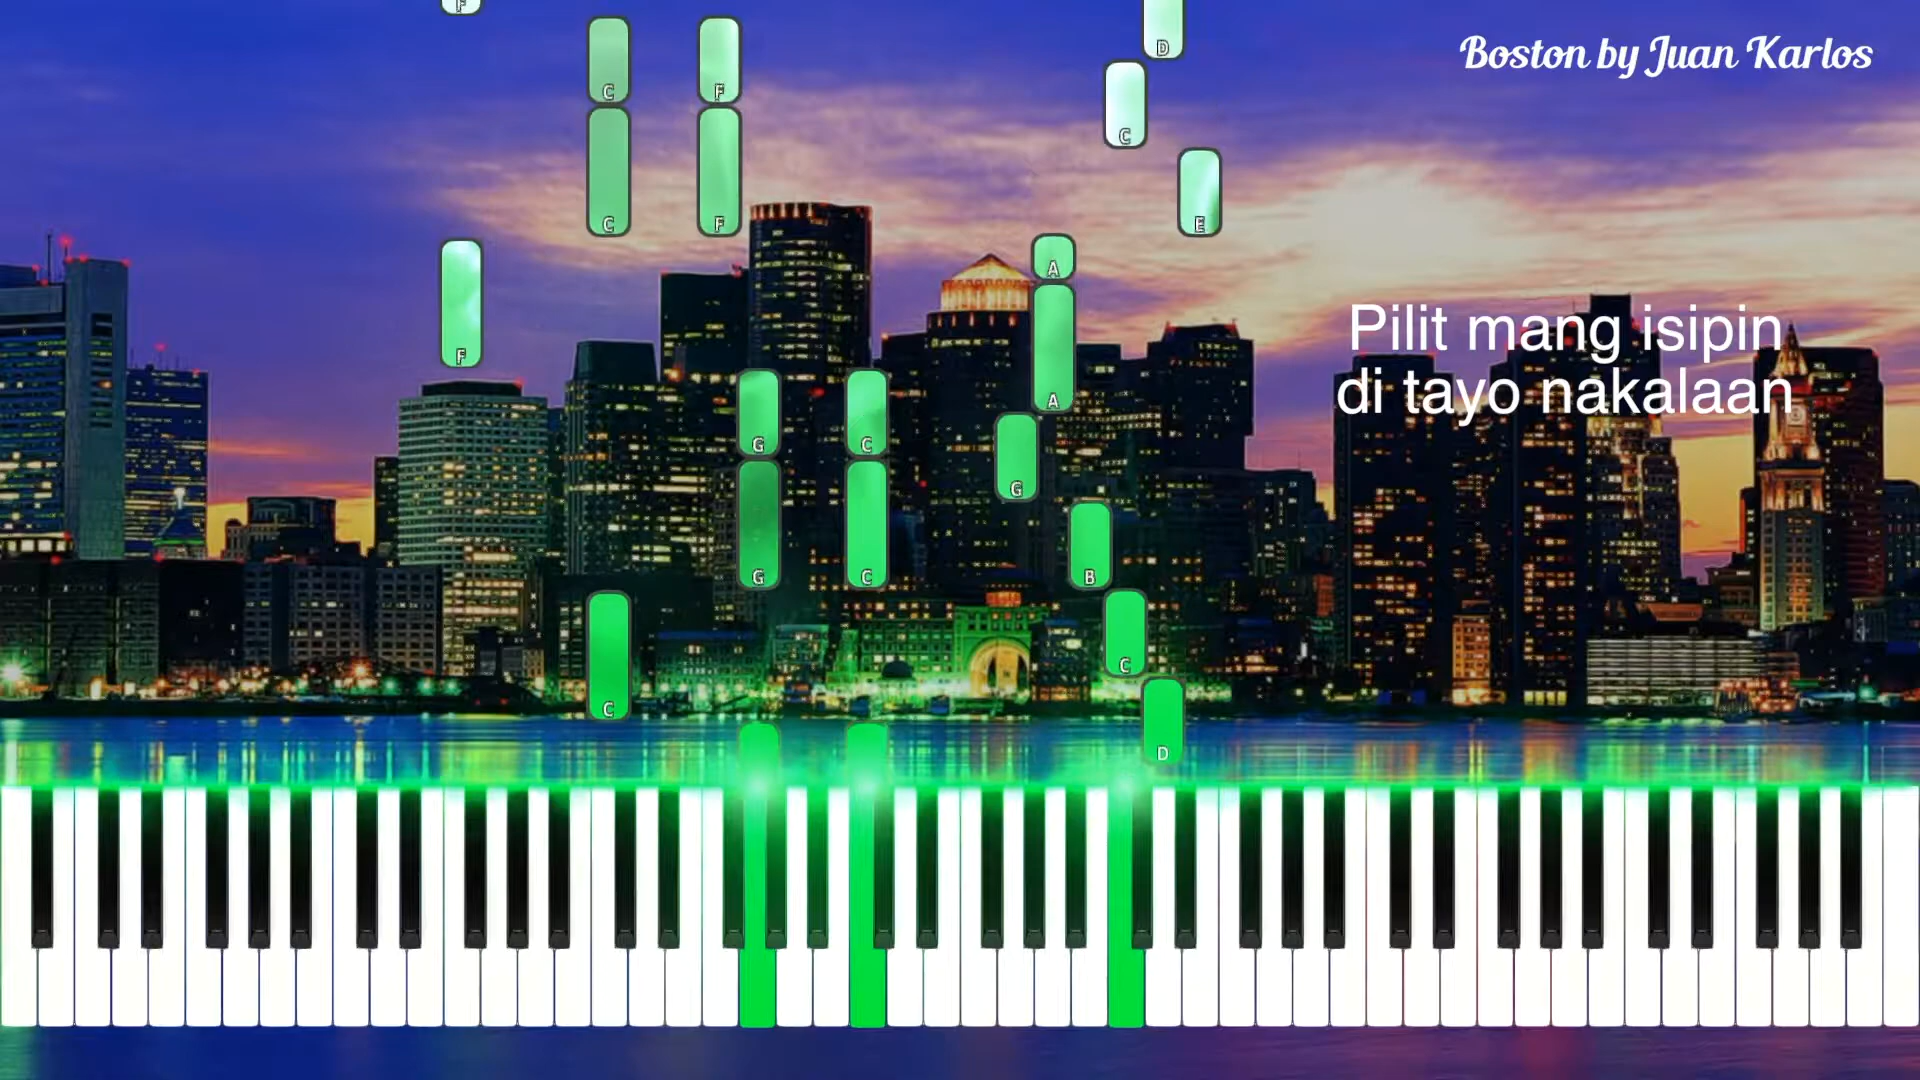 F
D
Boston by Juan Karlos
C F
C
C F E
A
Pilit mang isipin
F
di tayo nakalaan
A
G C
G
G C B
C
C
D